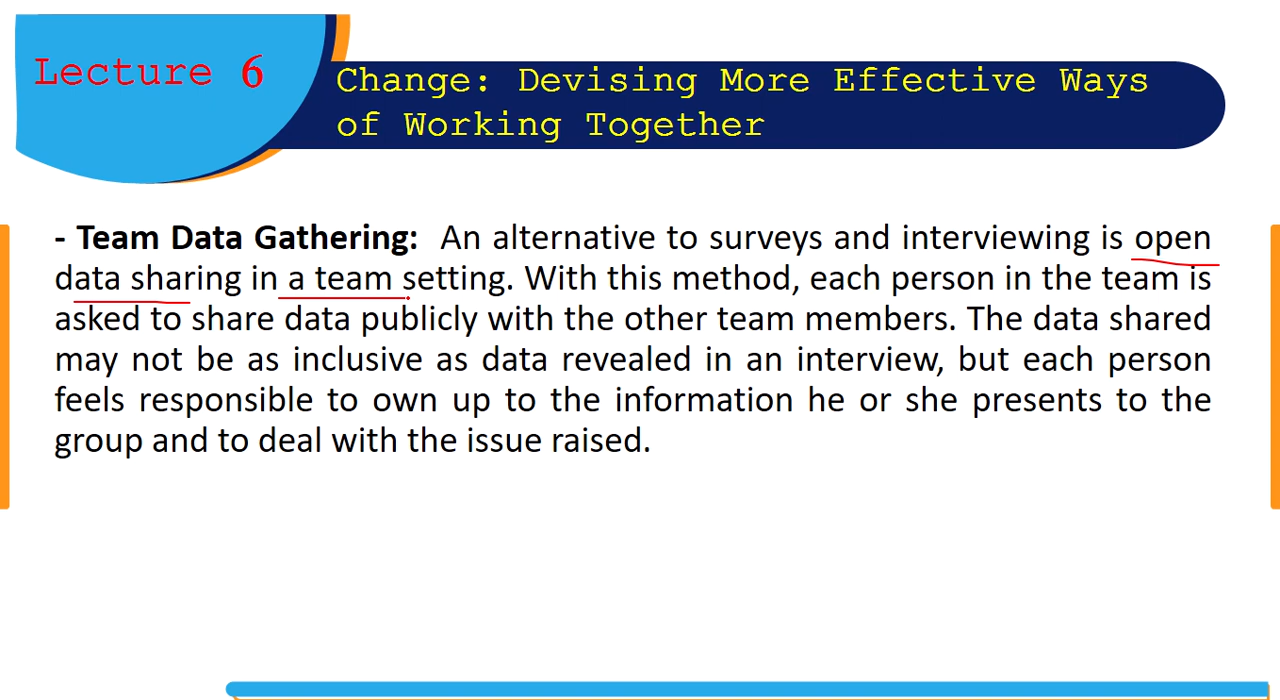 Lecture 6
Change: Devising More Effective Ways
of Working Together
- Team Data Gathering: An alternative to surveys and interviewing is open
data sharing in a team setting. With this method, each person in the team is
asked to share data publicly with the other team members. The data shared
may not be as inclusive as data revealed in an interview, but each person
feels responsible to own up to the information he or she presents to the
group and to deal with the issue raised.